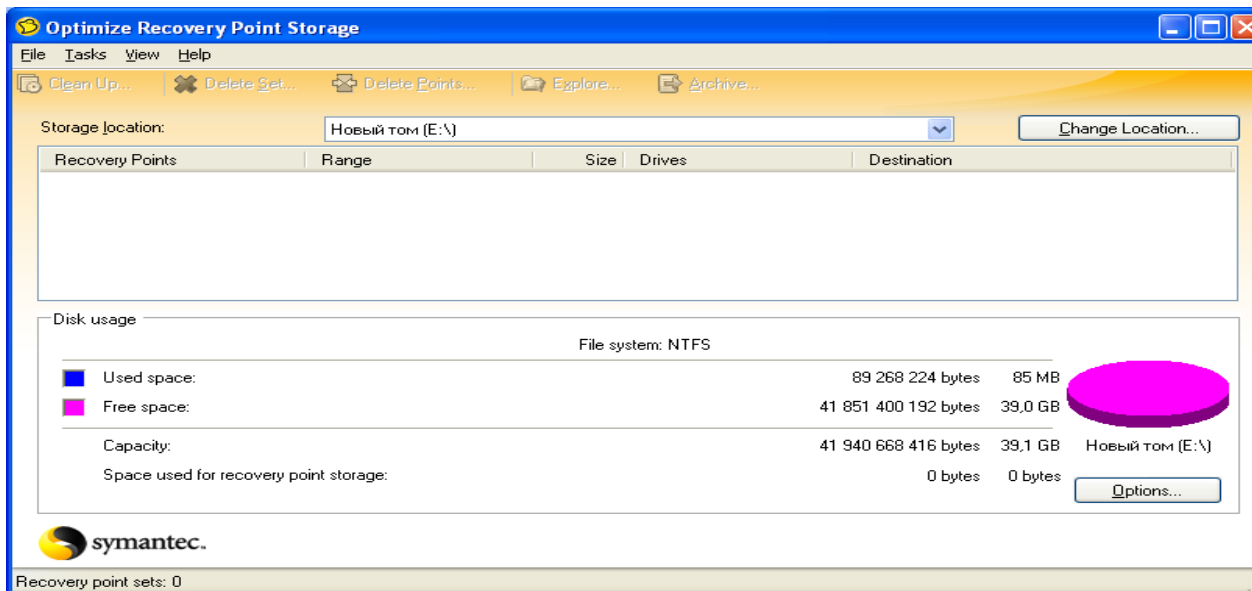 Optimize Recovery Point Storage
File Tasks View Help
Clean Up... Delete Set... Delete Points... Explore... Archive...
Storage location: Новый том (E:\) Change Location...
Recovery Points Range Size Drives Destination
Disk usage
File system: NTFS
Used space: 89 268 224 bytes 85 MB
Free space: 41 851 400 192 bytes 39,0 GB
Capacity: 41 940 668 416 bytes 39,1 GB Новый том (E:\)
Space used for recovery point storage: 0 bytes 0 bytes
Options...
symantec.
Recovery point sets: 0